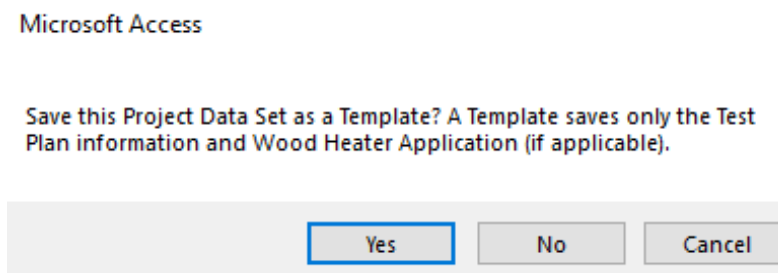 Microsoft Access
Save this Project Data Set as a Template? A Template saves only the Test
Plan information and Wood Heater Application (if applicable).
Yes No Cancel